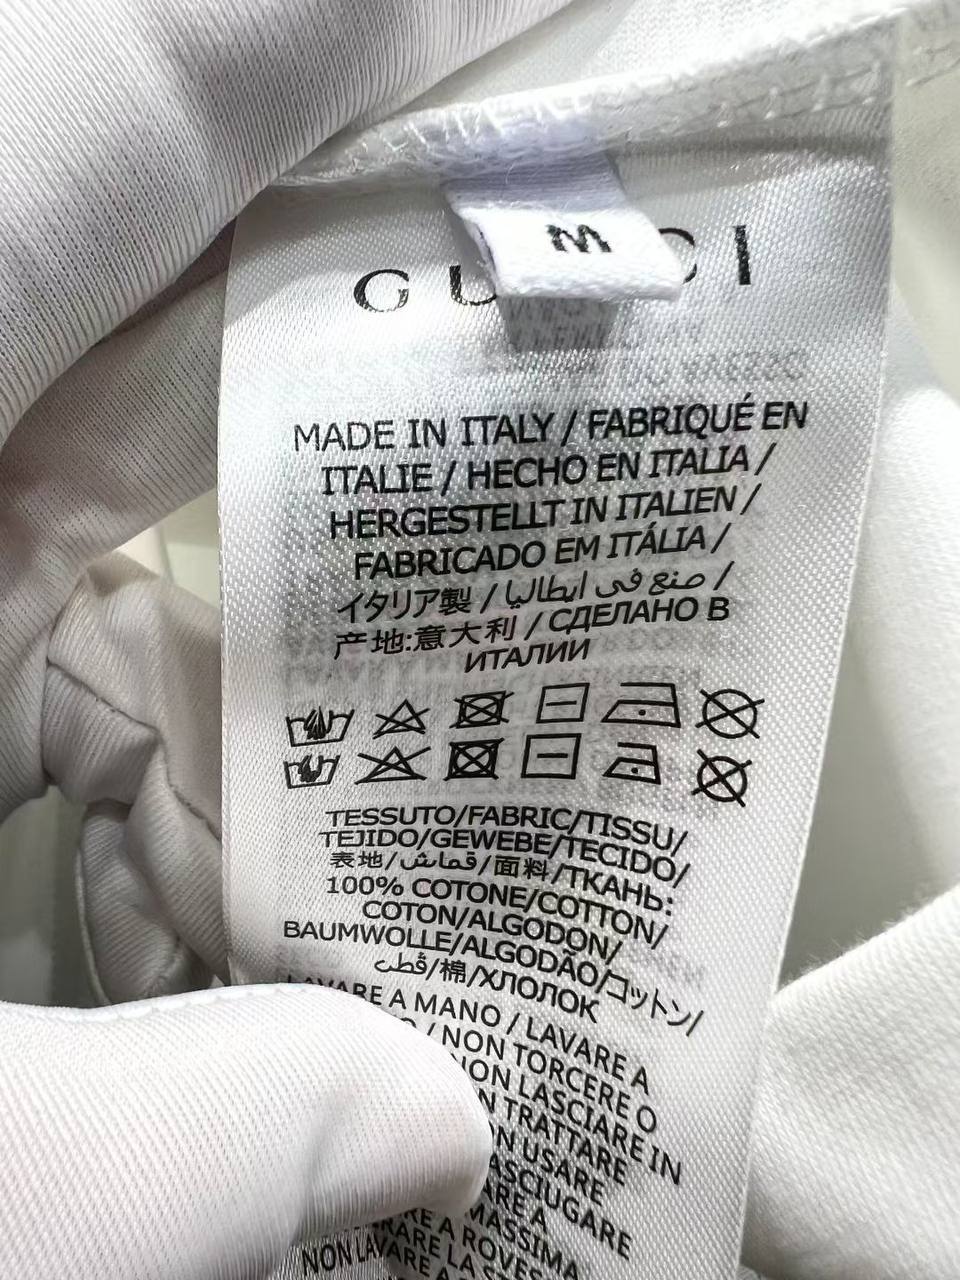 M
GU CI
MADE IN ITALY / FABRIQUÉ EN
ITALIE / HECHO EN ITALIA /
HERGESTELLT IN ITALIEN /
FABRICADO EM ITÁLIA /
イタリア製 / صنع في ايطاليا /
产地:意大利 / СДЕЛАНО В
ИТАЛИИ
TESSUTO/FABRIC/TISSU/
TEJIDO/GEWEBE/TECIDO/
表地/قماش/面料/ТКАНЬ:
100% COTONE/COTTON/
COTON/ALGODON/
BAUMWOLLE/ALGODÃO/コットン/
قطن/棉/ХЛОПОК
LAVARE A MANO / LAVARE A
/ NON TORCERE O
NON LASCIARE IN
TRATTARE
USARE
ASCIUGARE
A
MASSIMA
A ROVES
NON LAVARE A